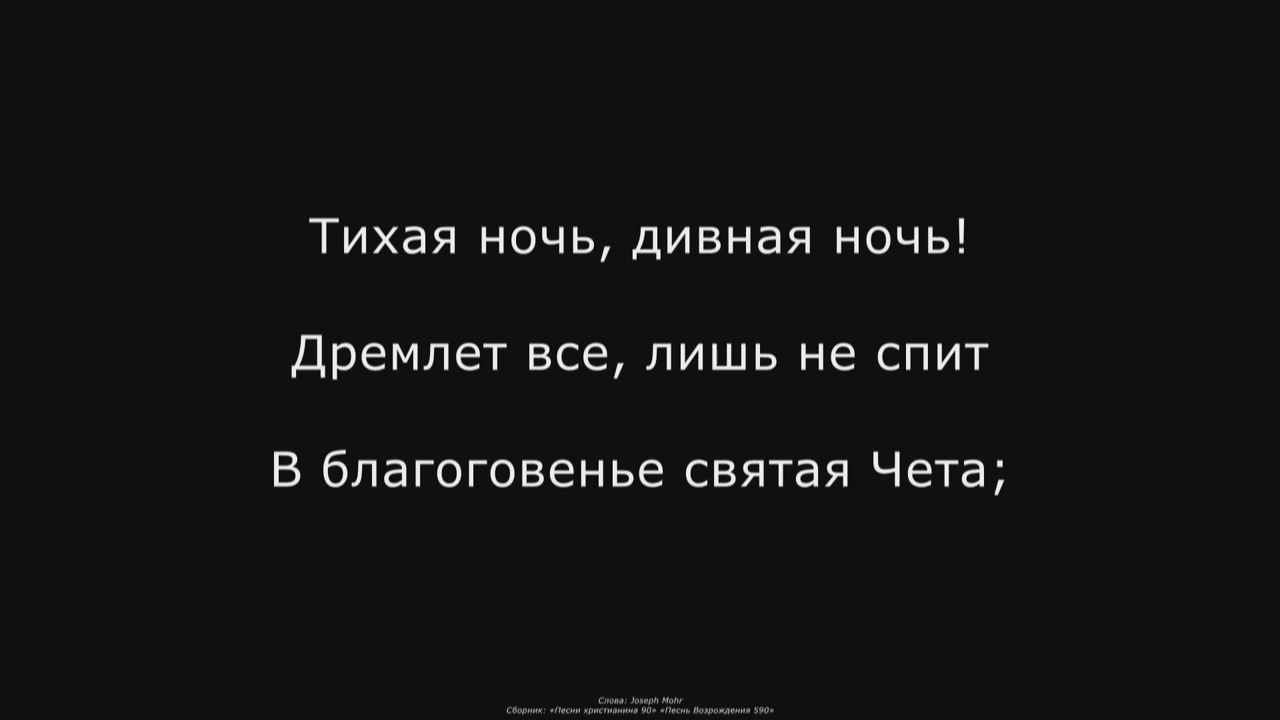 Тихая ночь, дивная ночь!
Дремлет все, лишь не спит
В благоговенье святая Чета;
Слова: Joseph Mohr
Сборник: «Песни христианина 90» «Песнь Возрождения 590»